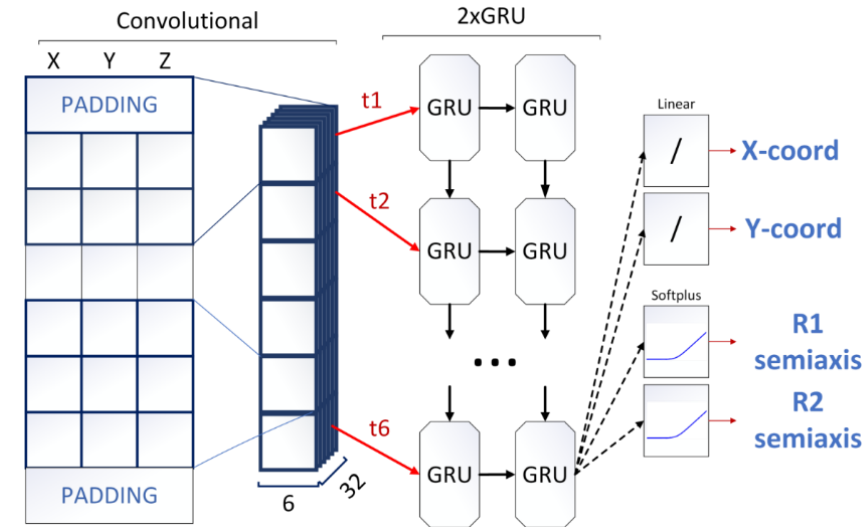 Convolutional
2xGRU
X Y Z
PADDING
t1
GRU
GRU
Linear
X-coord
t2
GRU
GRU
Y-coord
Softplus
R1
semiaxis
...
R2
semiaxis
t6
GRU
GRU
PADDING
6
32